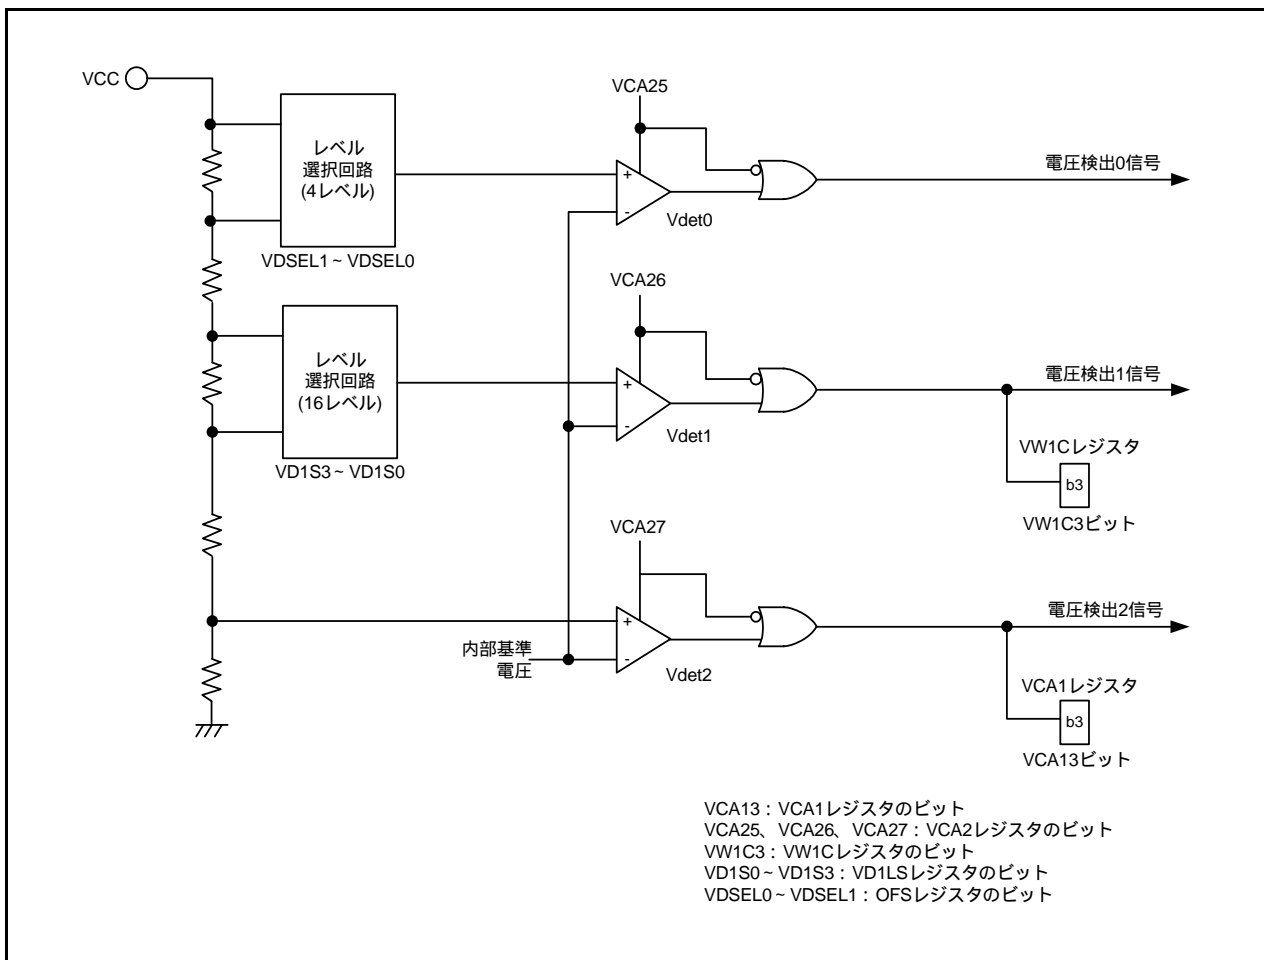 VCC
レベル
選択回路
(4レベル)
VDSEL1～VDSEL0
VCA25
+
-
Vdet0
電圧検出0信号
レベル
選択回路
(16レベル)
VD1S3～VD1S0
VCA26
+
-
Vdet1
電圧検出1信号
VW1Cレジスタ
b3
VW1C3ビット
VCA27
+
-
Vdet2
内部基準
電圧
電圧検出2信号
VCA1レジスタ
b3
VCA13ビット
VCA13：VCA1レジスタのビット
VCA25、VCA26、VCA27：VCA2レジスタのビット
VW1C3：VW1Cレジスタのビット
VD1S0～VD1S3：VD1LSレジスタのビット
VDSEL0～VDSEL1：OFSレジスタのビット